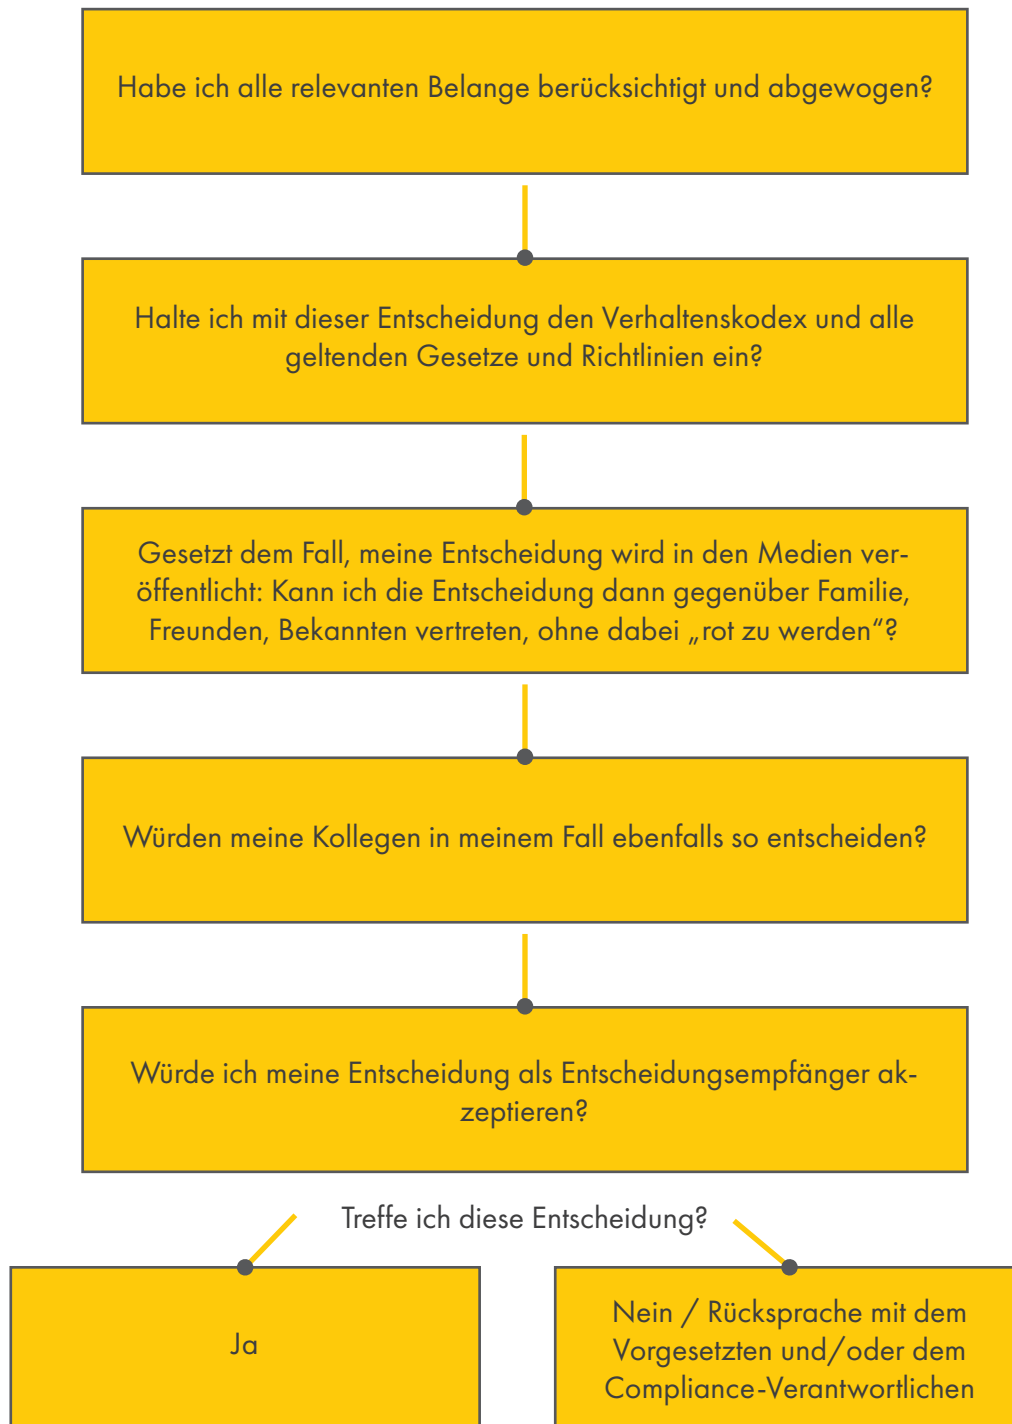 Habe ich alle relevanten Belange berücksichtigt und abgewogen?
Halte ich mit dieser Entscheidung den Verhaltenskodex und alle
geltenden Gesetze und Richtlinien ein?
Gesetzt dem Fall, meine Entscheidung wird in den Medien ver-
öffentlicht: Kann ich die Entscheidung dann gegenüber Familie,
Freunden, Bekannten vertreten, ohne dabei „rot zu werden“?
Würden meine Kollegen in meinem Fall ebenfalls so entscheiden?
Würde ich meine Entscheidung als Entscheidungsempfänger ak-
zeptieren?
Treffe ich diese Entscheidung?
Ja
Nein / Rücksprache mit dem
Vorgesetzten und/oder dem
Compliance-Verantwortlichen